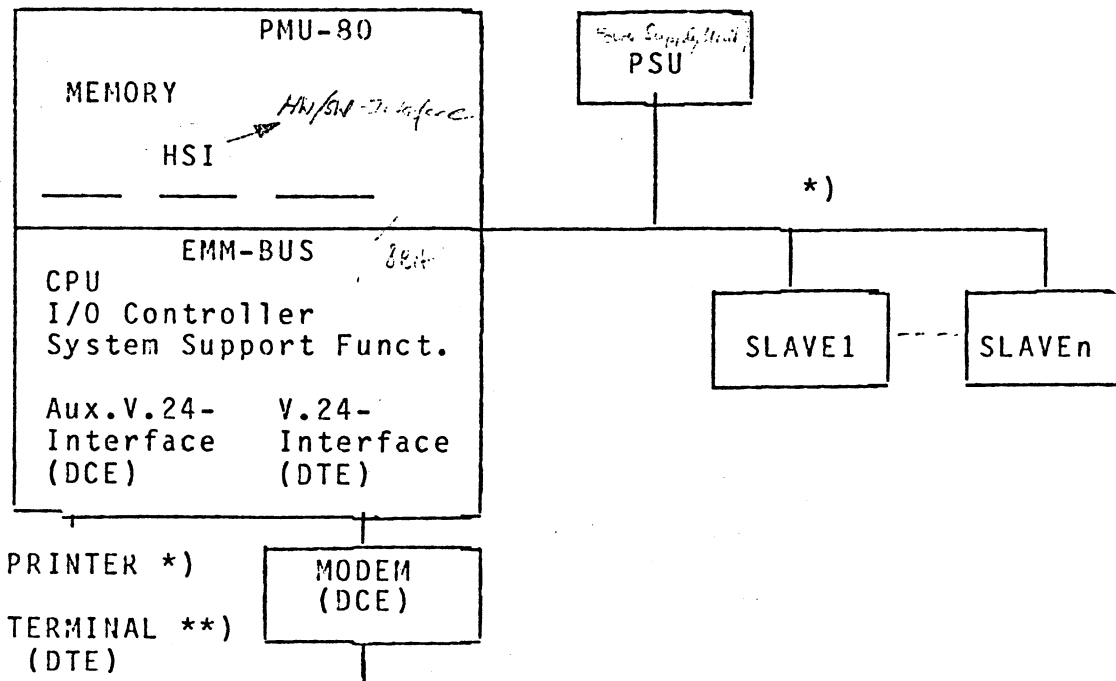 PMU-80
MEMORY
HW/SW-Interface
HSI
Power Supply Unit
PSU
*)
EMM-BUS
8Bit
CPU
I/O Controller
System Support Funct.
Aux.V.24- V.24-
Interface Interface
(DCE) (DTE)
SLAVE1
SLAVEn
PRINTER *)
TERMINAL **)
(DTE)
MODEM
(DCE)